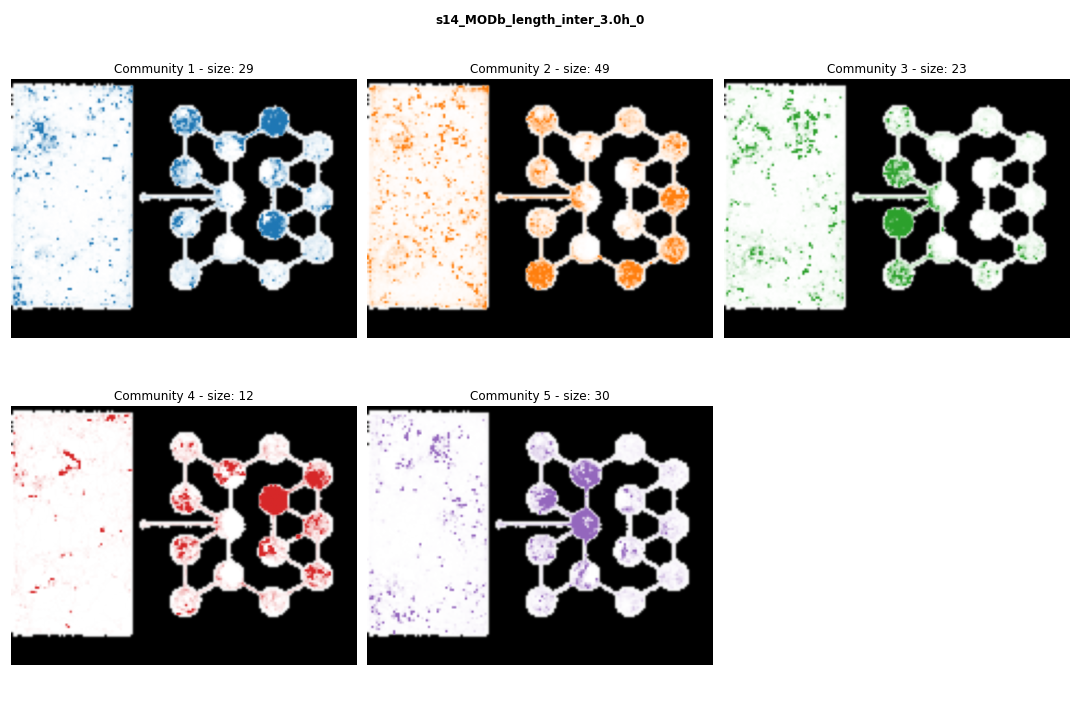 s14_MODb_length_inter_3.0h_0
Community 1 - size: 29
Community 2 - size: 49
Community 3 - size: 23
Community 4 - size: 12
Community 5 - size: 30